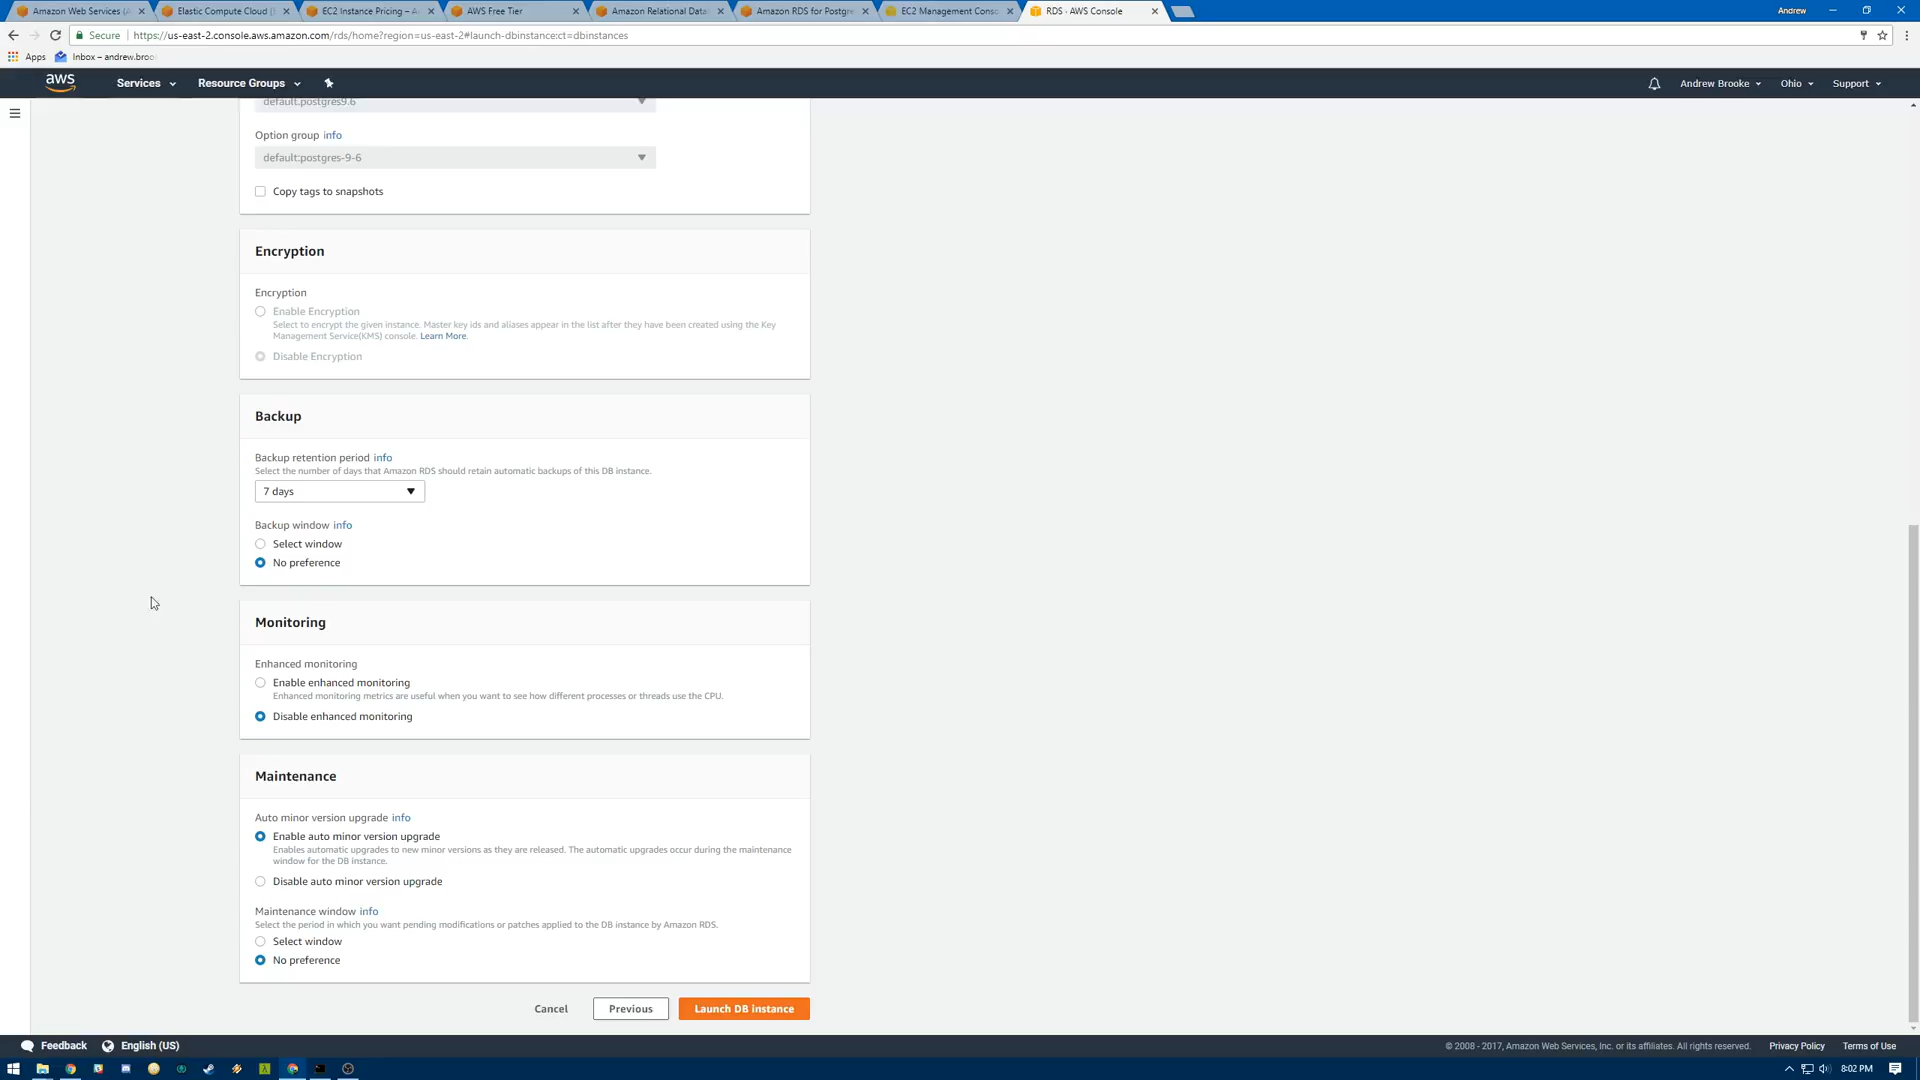 Amazon Web Services (A
Elastic Compute Cloud (
EC2 Instance Pricing – A
AWS Free Tier
Amazon Relational Data
Amazon RDS for Postgre
EC2 Management Conso
RDS · AWS Console
Andrew
Secure
https://us-east-2.console.aws.amazon.com/rds/home?region=us-east-2#launch-dbinstance:ct=dbinstances
Apps
Inbox – andrew.broo
aws
Services
Resource Groups
Andrew Brooke
Ohio
Support
default.postgres9.6
Option group info
default:postgres-9-6
Copy tags to snapshots
Encryption
Encryption
Enable Encryption
Select to encrypt the given instance. Master key ids and aliases appear in the list after they have been created using the Key
Management Service(KMS) console. Learn More.
Disable Encryption
Backup
Backup retention period info
Select the number of days that Amazon RDS should retain automatic backups of this DB instance.
7 days
Backup window info
Select window
No preference
Monitoring
Enhanced monitoring
Enable enhanced monitoring
Enhanced monitoring metrics are useful when you want to see how different processes or threads use the CPU.
Disable enhanced monitoring
Maintenance
Auto minor version upgrade info
Enable auto minor version upgrade
Enables automatic upgrades to new minor versions as they are released. The automatic upgrades occur during the maintenance
window for the DB instance.
Disable auto minor version upgrade
Maintenance window info
Select the period in which you want pending modifications or patches applied to the DB instance by Amazon RDS.
Select window
No preference
Cancel
Previous
Launch DB instance
Feedback
English (US)
© 2008 - 2017, Amazon Web Services, Inc. or its affiliates. All rights reserved.
Privacy Policy
Terms of Use
8:02 PM